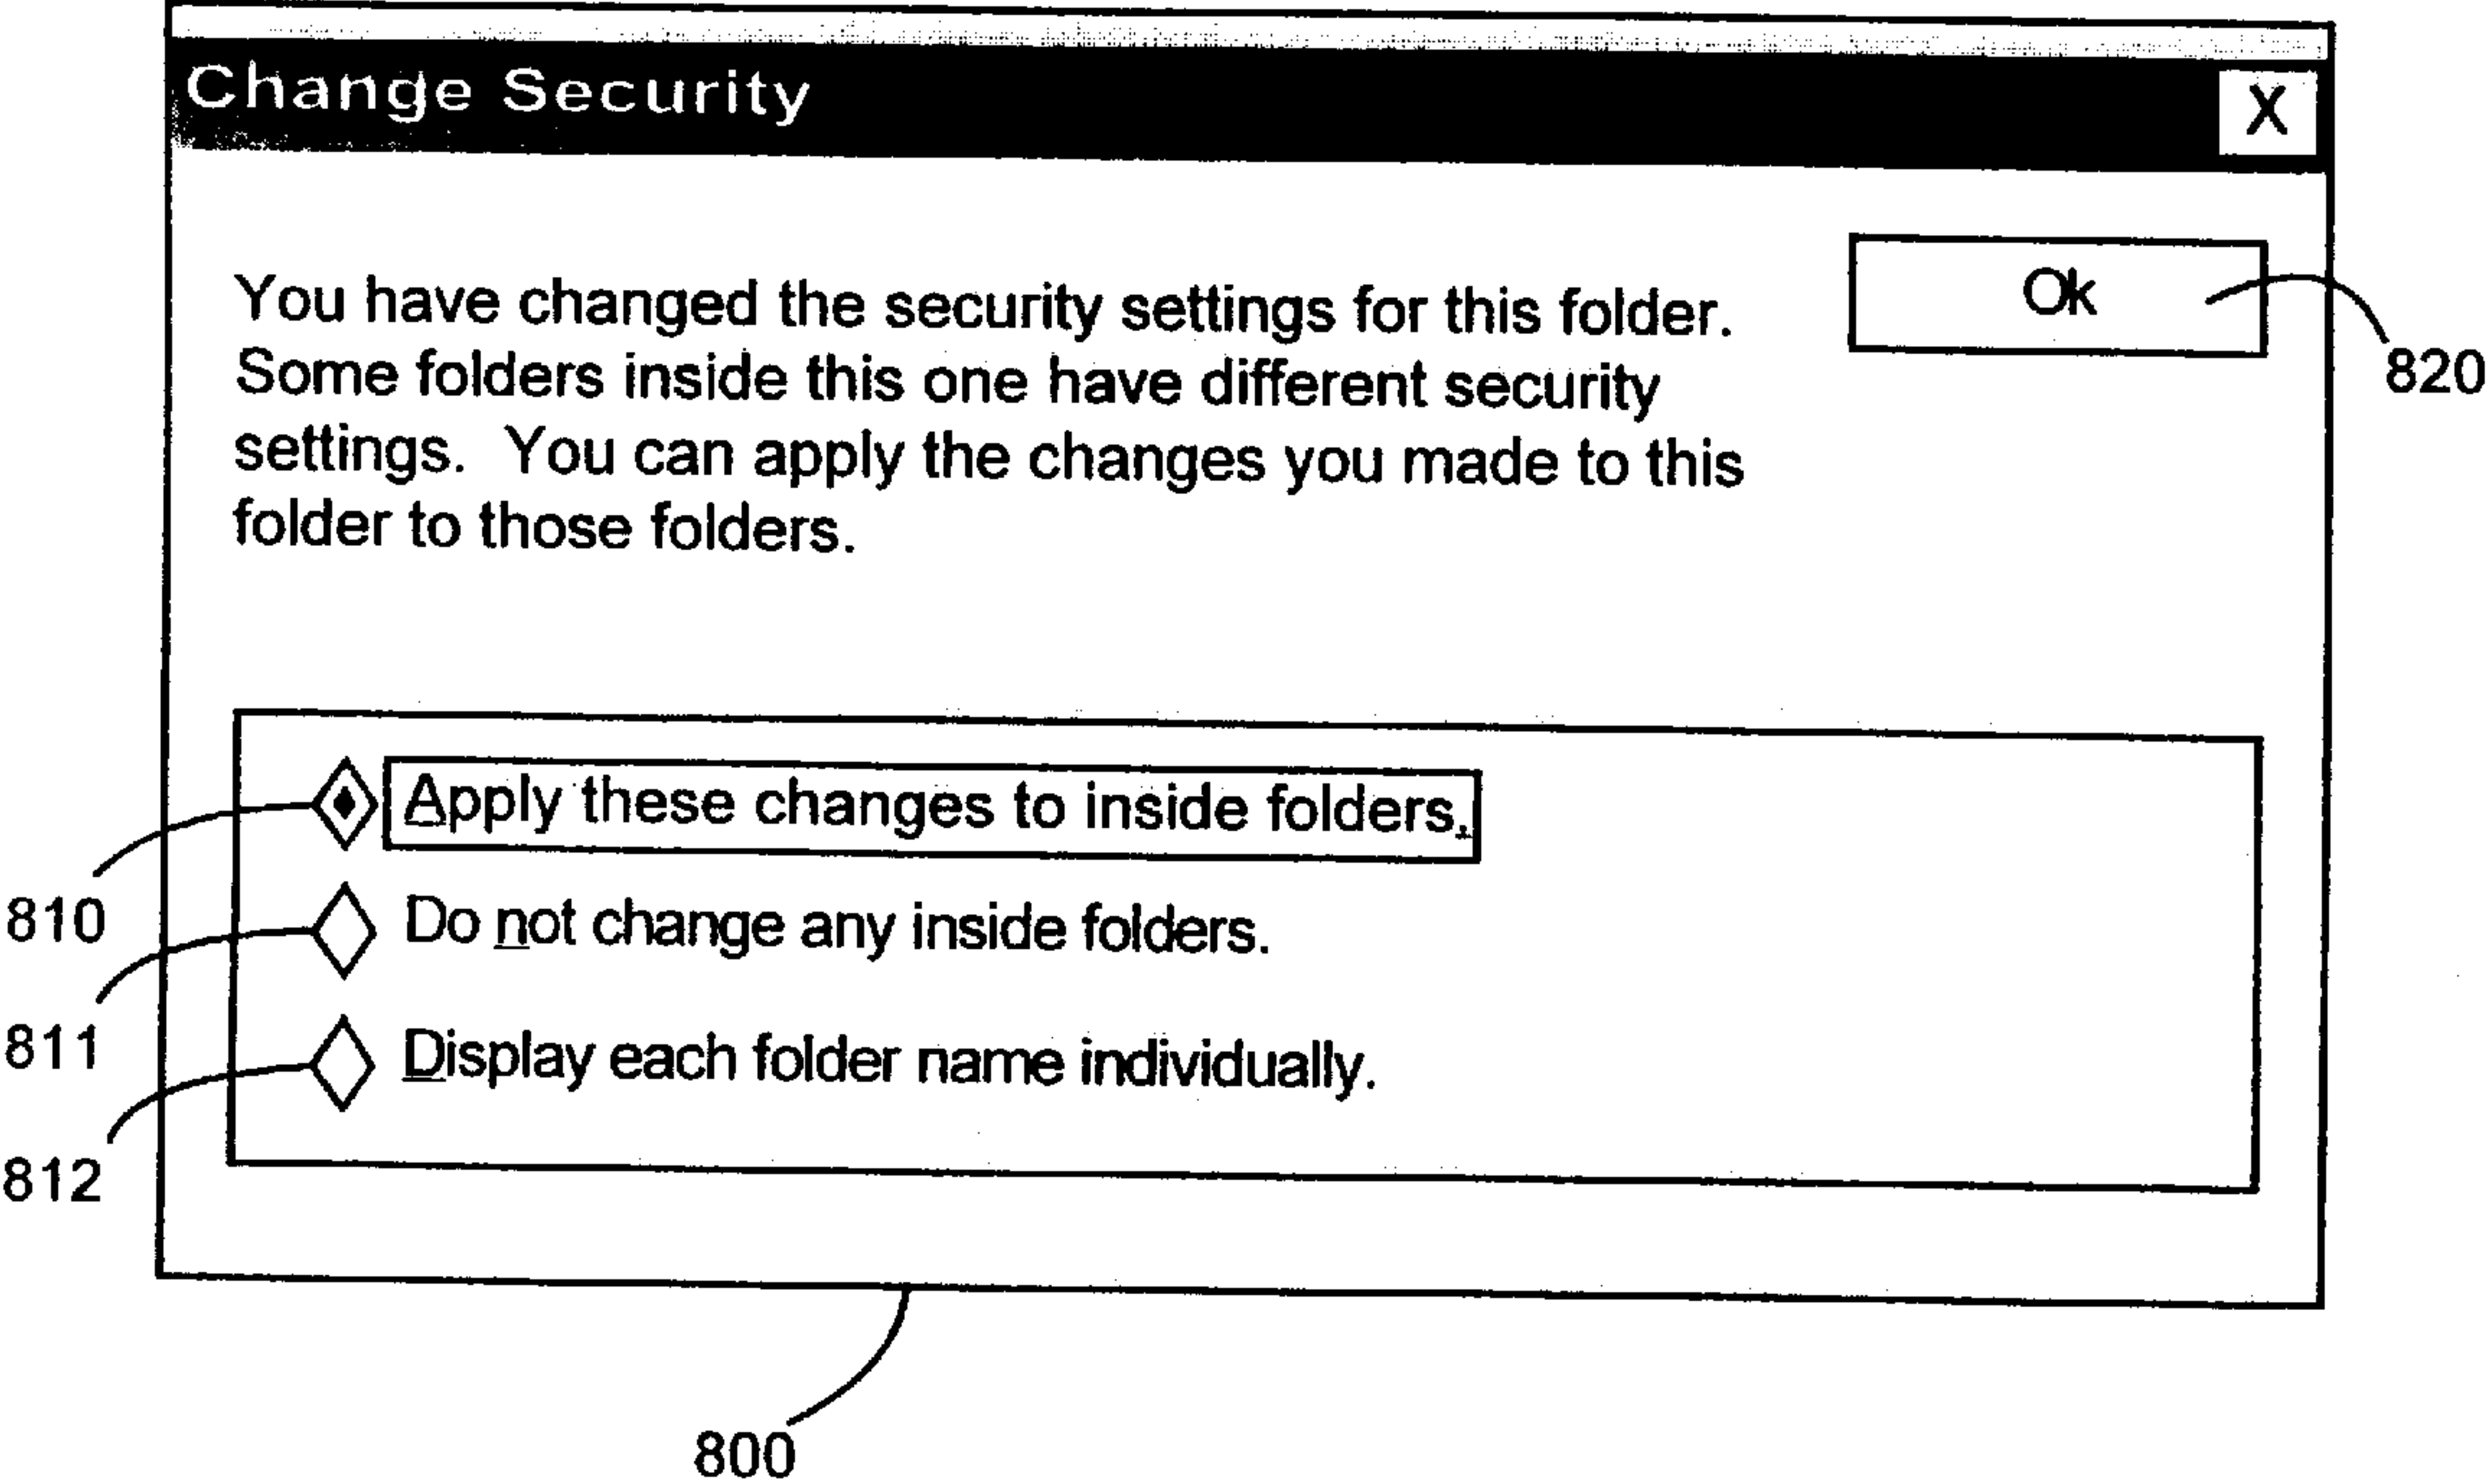 Change Security
X
You have changed the security settings for this folder.
Some folders inside this one have different security
settings. You can apply the changes you made to this
folder to those folders.
Ok
820
Apply these changes to inside folders.
810
Do not change any inside folders.
811
Display each folder name individually.
812
800